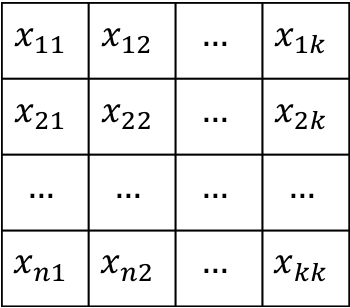 x₁₁ x₁₂ ... x₁ₖ
x₂₁ x₂₂ ... x₂ₖ
... ... ... ...
xₙ₁ xₙ₂ ... xₖₖ